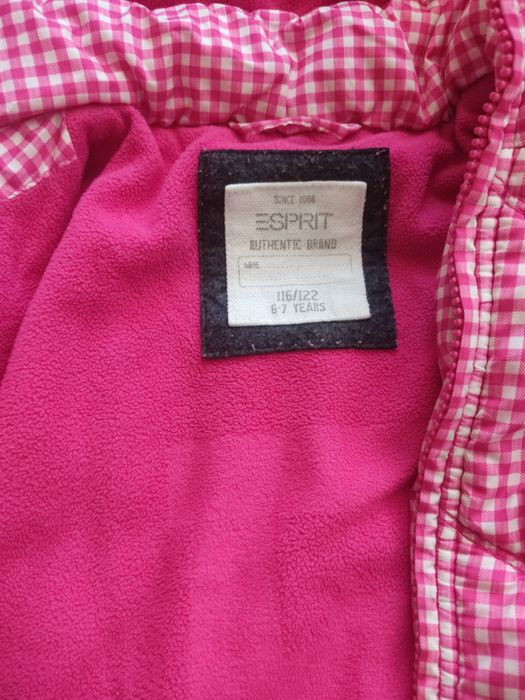 SINCE 1968
ESPRIT
AUTHENTIC BRAND
NAME
116/122
6-7 YEARS